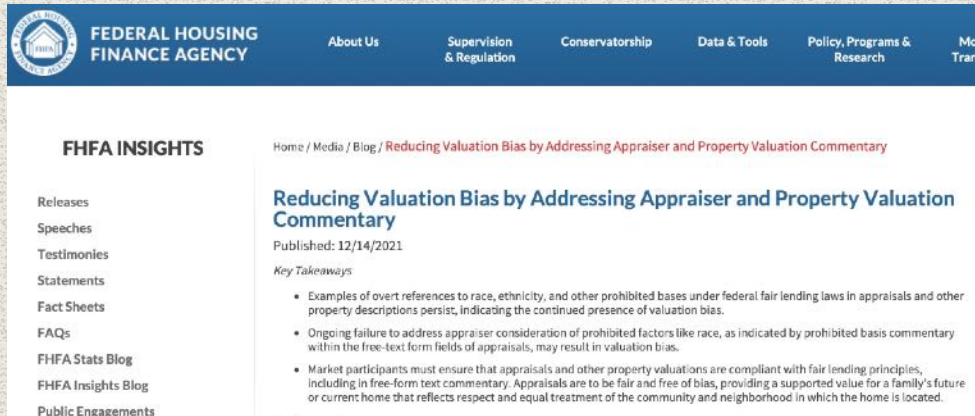 FEDERAL HOUSING
FINANCE AGENCY
FHFA
About Us
Supervision
& Regulation
Conservatorship
Data & Tools
Policy, Programs &
Research
FHFA INSIGHTS
Releases
Speeches
Testimonies
Statements
Fact Sheets
FAQs
FHFA Stats Blog
FHFA Insights Blog
Public Engagements
Home / Media / Blog / Reducing Valuation Bias by Addressing Appraiser and Property Valuation Commentary
Reducing Valuation Bias by Addressing Appraiser and Property Valuation
Commentary
Published: 12/14/2021
Key Takeaways
• Examples of overt references to race, ethnicity, and other prohibited bases under federal fair lending laws in appraisals and other
property descriptions persist, indicating the continued presence of valuation bias.
• Ongoing failure to address appraiser consideration of prohibited factors like race, as indicated by prohibited basis commentary
within the free-text form fields of appraisals, may result in valuation bias.
• Market participants must ensure that appraisals and other property valuations are compliant with fair lending principles,
including in free-form text commentary. Appraisals are to be fair and free of bias, providing a supported value for a family's future
or current home that reflects respect and equal treatment of the community and neighborhood in which the home is located.